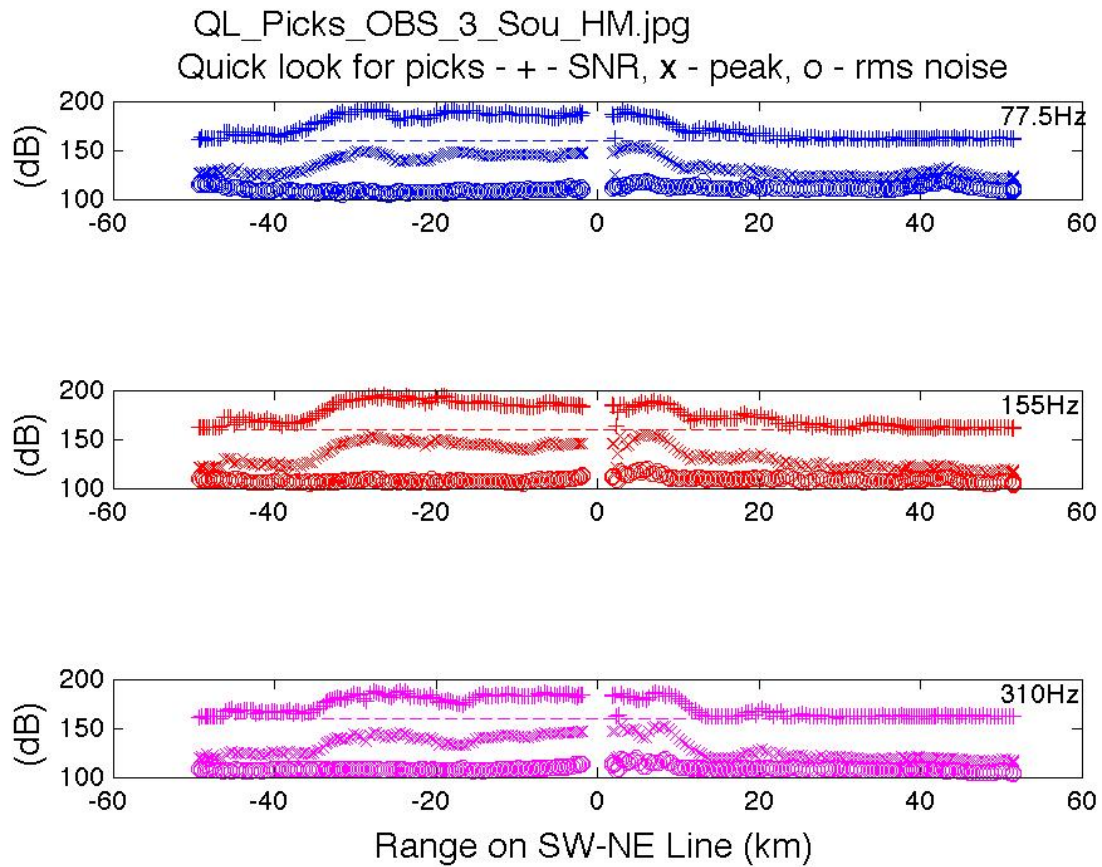 QL_Picks_OBS_3_Sou_HM.jpg
Quick look for picks - + - SNR, x - peak, o - rms noise
200
150
100
(dB)
77.5Hz
-60 -40 -20 0 20 40 60
200
150
100
(dB)
155Hz
-60 -40 -20 0 20 40 60
200
150
100
(dB)
310Hz
-60 -40 -20 0 20 40 60
Range on SW-NE Line (km)